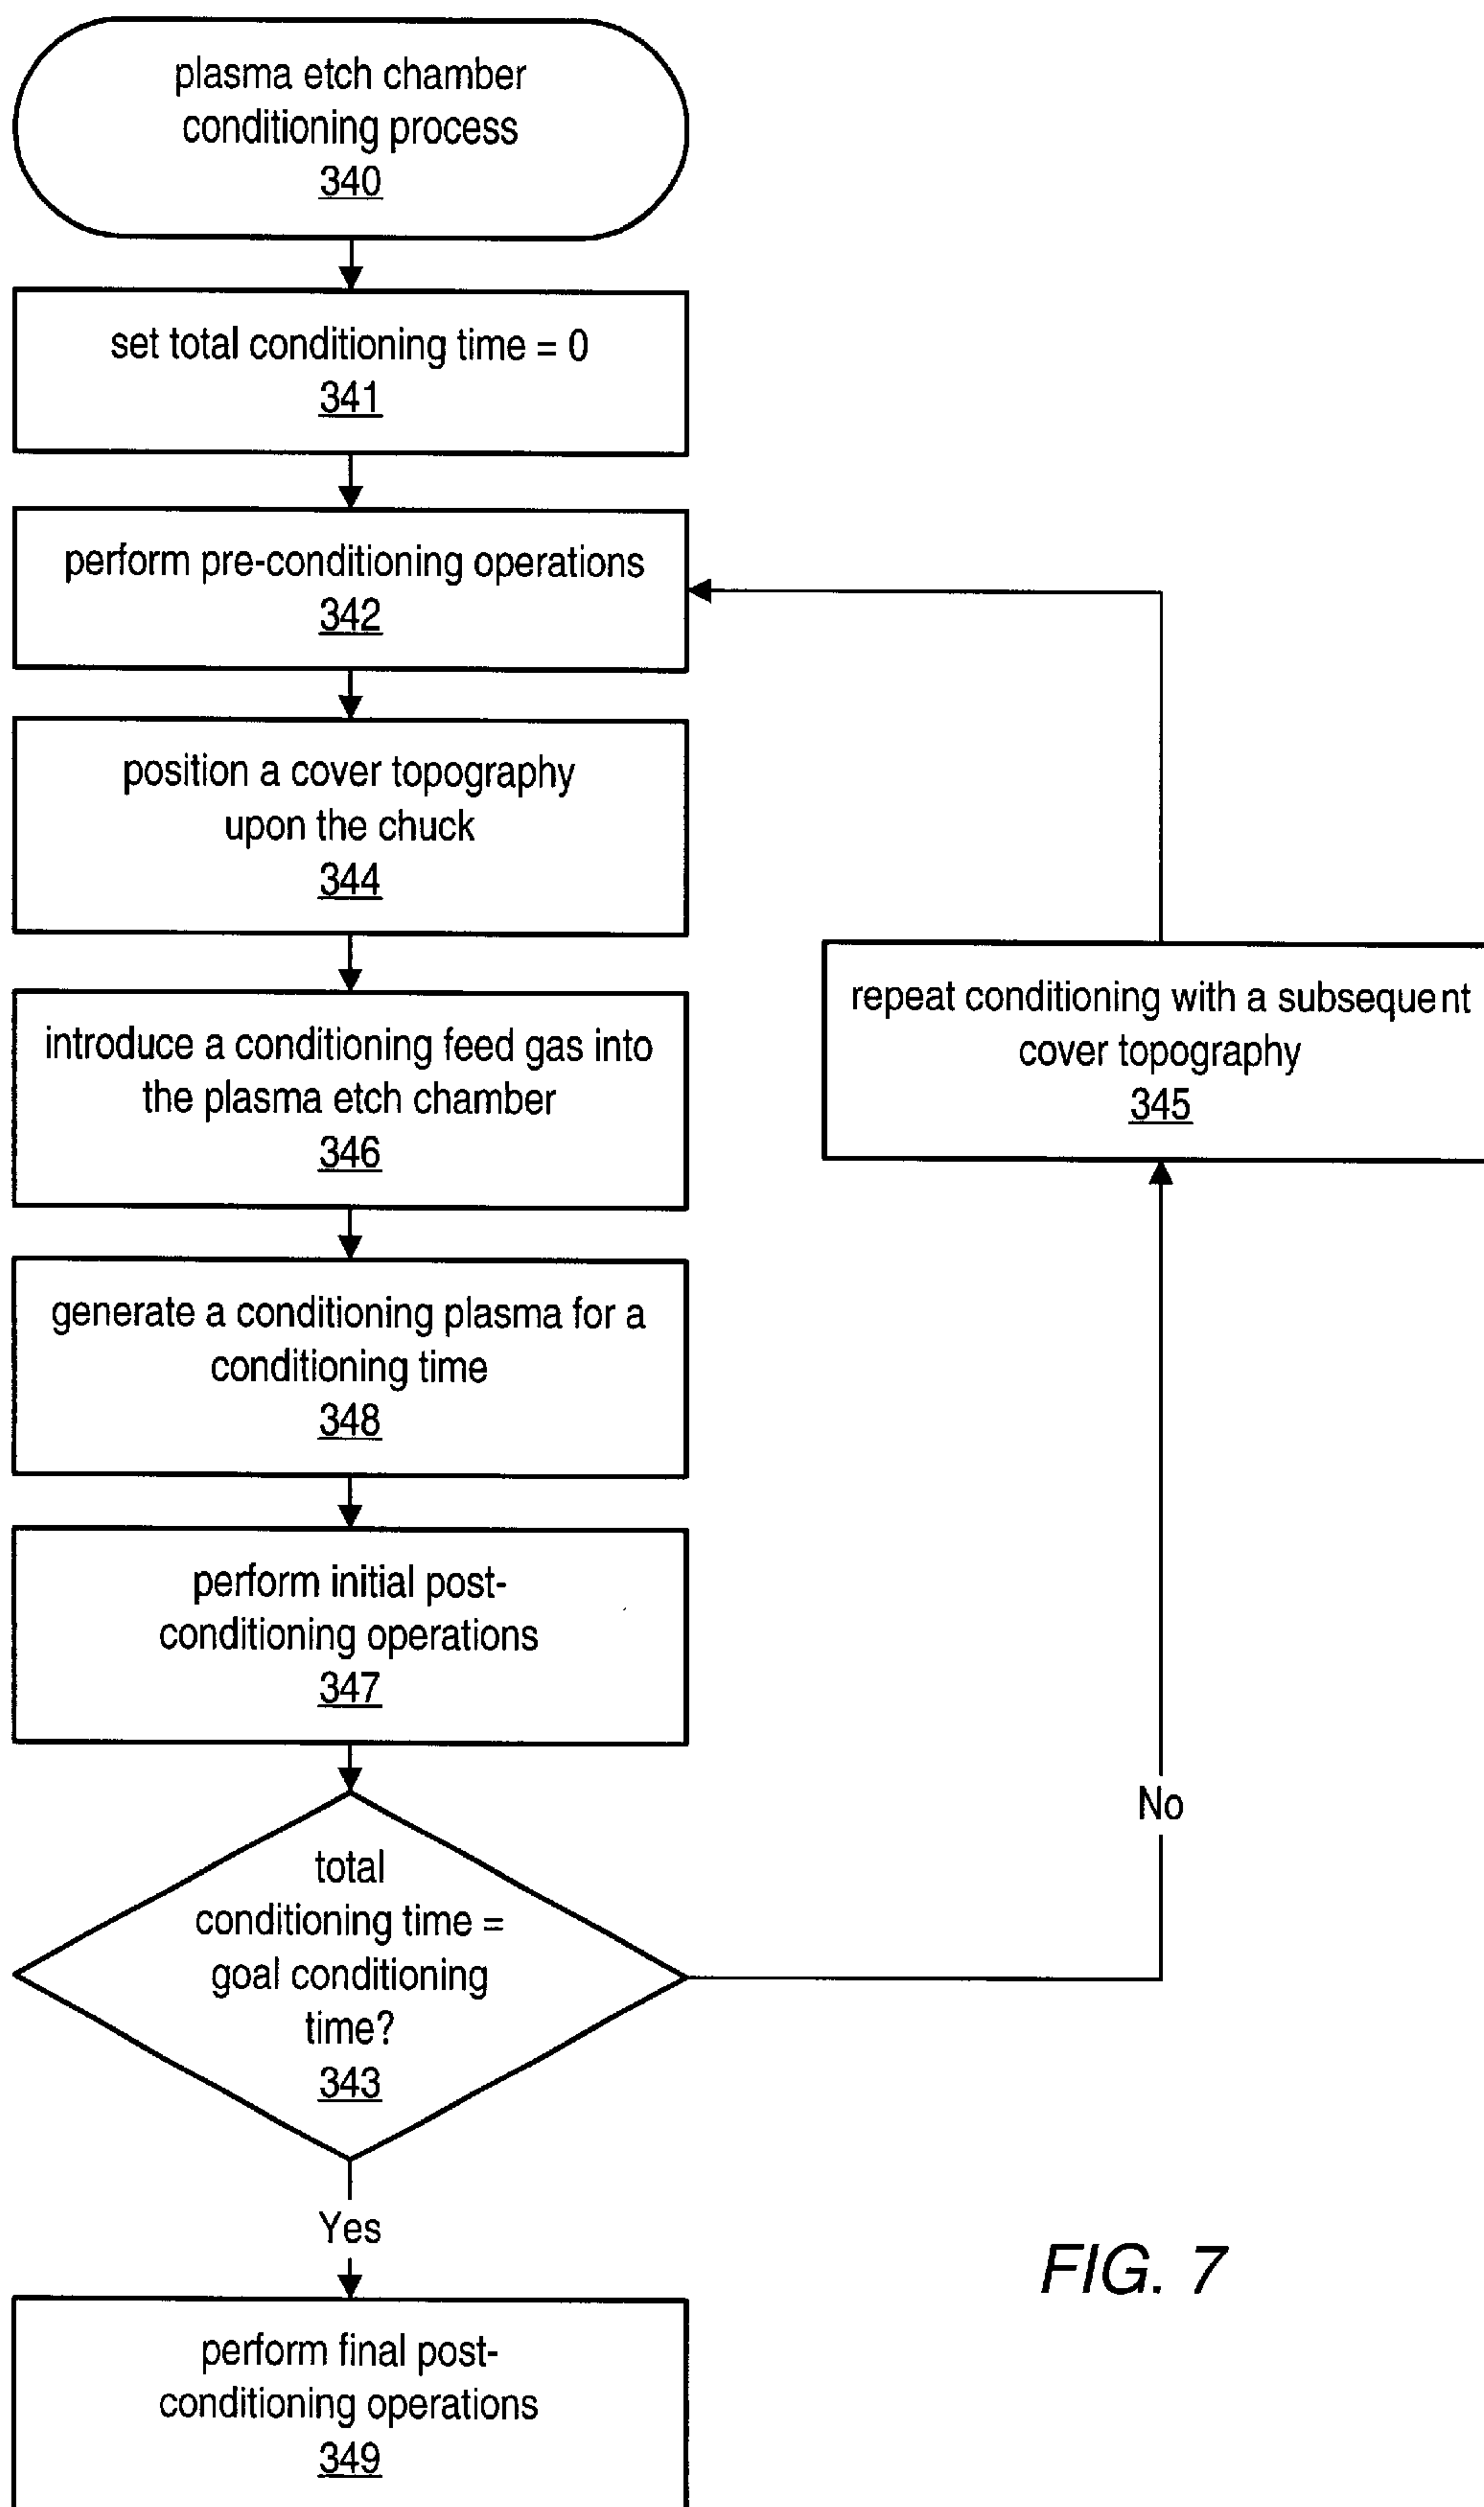 plasma etch chamber
conditioning process
340
set total conditioning time = 0
341
perform pre-conditioning operations
342
position a cover topography
upon the chuck
344
introduce a conditioning feed gas into
the plasma etch chamber
346
repeat conditioning with a subsequent
cover topography
345
generate a conditioning plasma for a
conditioning time
348
perform initial post-
conditioning operations
347
total
conditioning time =
goal conditioning
time?
343
No
Yes
perform final post-
conditioning operations
349
FIG. 7